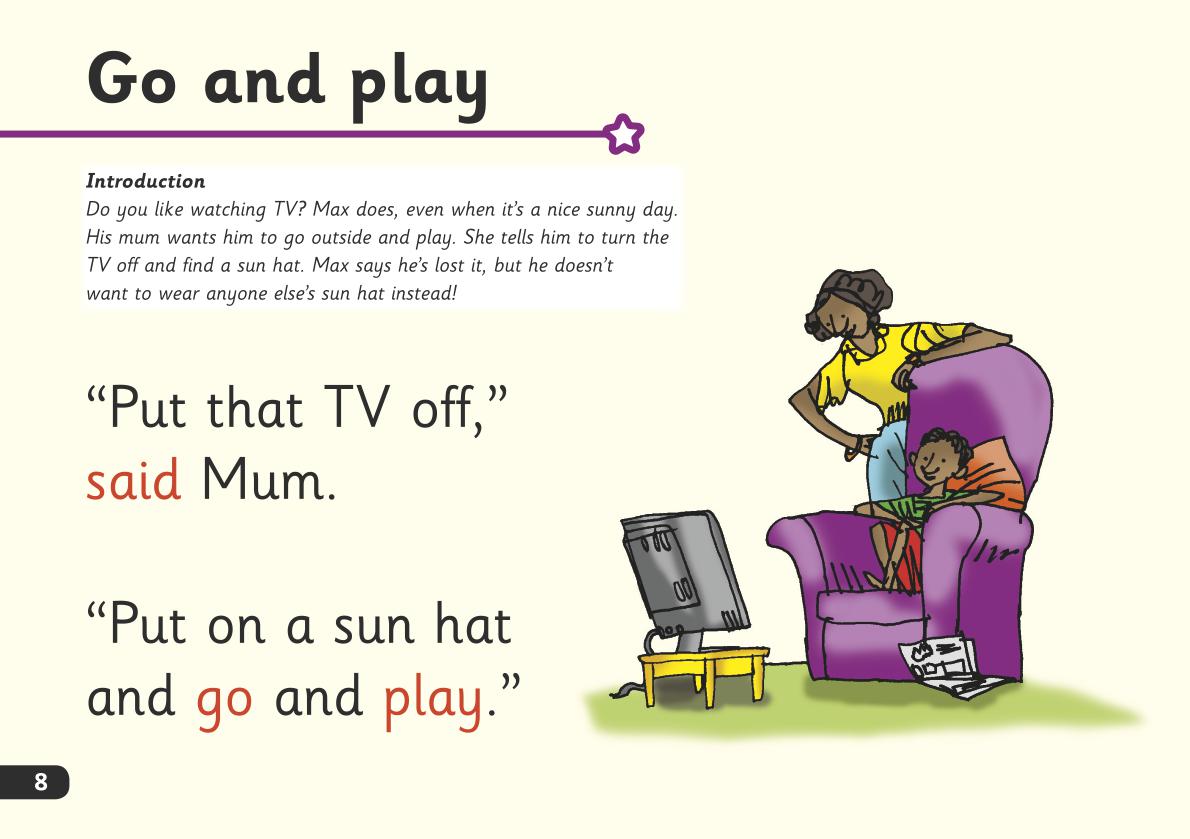 Go and play
Introduction
Do you like watching TV? Max does, even when it’s a nice sunny day.
His mum wants him to go outside and play. She tells him to turn the
TV off and find a sun hat. Max says he’s lost it, but he doesn’t
want to wear anyone else’s sun hat instead!
“Put that TV off,”
said Mum.
“Put on a sun hat
and go and play.”
8